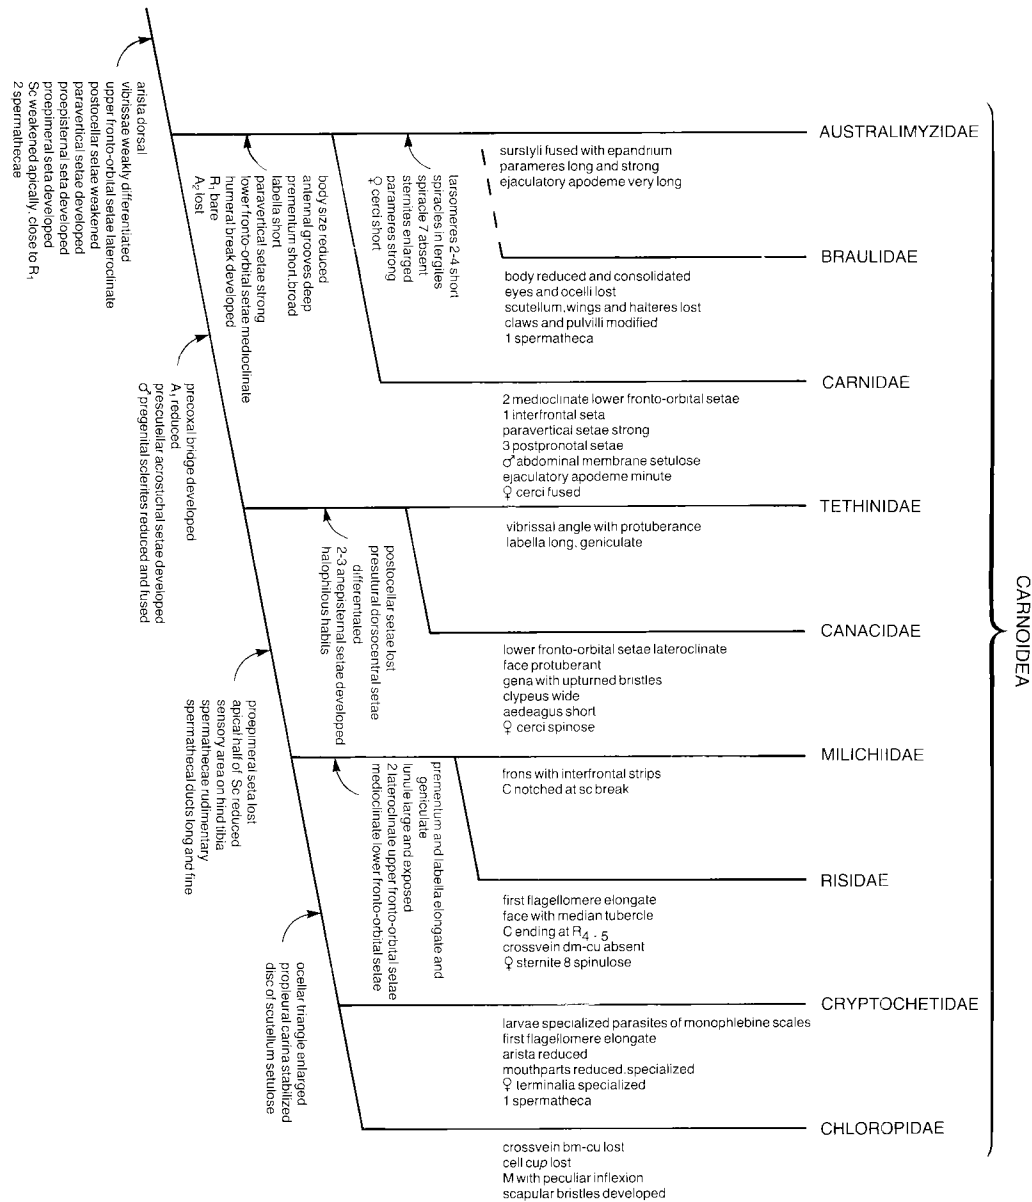 AUSTRALIMYZIDAE
surstyli fused with epandrium
parameres long and strong
ejaculatory apodeme very long
BRAULIDAE
body reduced and consolidated
eyes and ocelli lost
scutellum, wings and halteres lost
claws and pulvilli modified
1 spermatheca
CARNIDAE
2 medioclinate lower fronto-orbital setae
1 interfrontal seta
paravertical setae strong
3 postpronotal setae
♂ abdominal membrane setulose
ejaculatory apodeme minute
♀ cerci fused
TETHINIDAE
vibrissal angle with protuberance
labella long, geniculate
CANACIDAE
lower fronto-orbital setae lateroclinate
face protuberant
gena with upturned bristles
clypeus wide
aedeagus short
♀ cerci spinose
MILICHIIDAE
frons with interfrontal strips
C notched at sc break
RISIDAE
first flagellomere elongate
face with median tubercle
C ending at R4 - 5
crossvein dm-cu absent
♀ sternite 8 spinulose
CRYPTOCHETIDAE
larvae specialized parasites of monophlebine scales
first flagellomere elongate
arista reduced
mouthparts reduced, specialized
♀ terminalia specialized
1 spermatheca
CHLOROPIDAE
crossvein bm-cu lost
cell cup lost
M with peculiar inflexion
scapular bristles developed
CARNOIDEA
arista dorsal
vibrissae weakly differentiated
upper fronto-orbital setae lateroclinate
postocellar setae weakened
paravertical setae developed
proepisternal seta developed
proepimeral seta developed
Sc weakened apically, close to R1
2 spermathecae
body size reduced
antennal grooves deep
prementum short, broad
labella short
paravertical setae strong
lower fronto-orbital setae medioclinate
humeral break developed
R1 bare
A2 lost
tarsomeres 2-4 short
spiracles in tergites
spiracle 7 absent
sternites enlarged
parameres strong
♀ cerci short
precoxal bridge developed
A1 reduced
prescutellar acrostichal setae developed
♂ pregenital sclerites reduced and fused
postocellar setae lost
presutural dorsocentral setae
differentiated
2-3 anepisternal setae developed
halophilous habits
proepimeral seta lost
apical half of Sc reduced
sensory area on hind tibia
spermathecae rudimentary
spermathecal ducts long and fine
prementum and labella elongate and
geniculate
lunule large and exposed
2 lateroclinate upper fronto-orbital setae
medioclinate lower fronto-orbital setae
ocellar triangle enlarged
propleural carina stabilized
disc of scutellum setulose